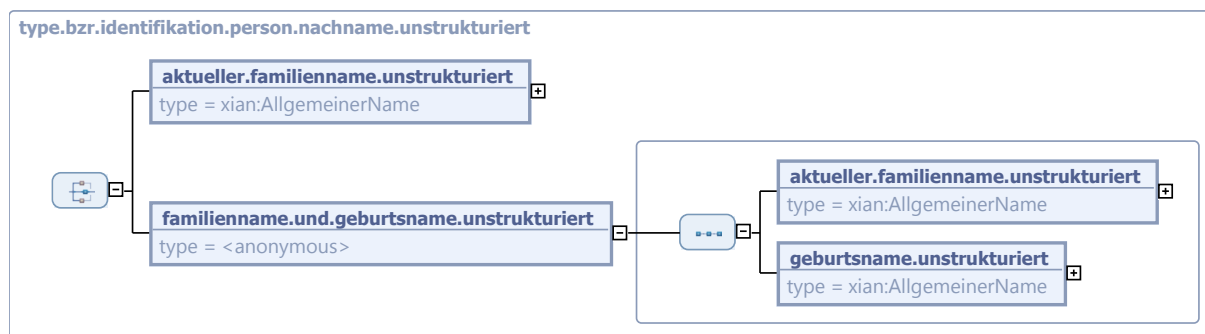 type.bzr.identifikation.person.nachname.unstrukturiert
aktueller.familienname.unstrukturiert
type = xian:AllgemeinerName
familienname.und.geburtsname.unstrukturiert
type = <anonymous>
aktueller.familienname.unstrukturiert
type = xian:AllgemeinerName
geburtsname.unstrukturiert
type = xian:AllgemeinerName